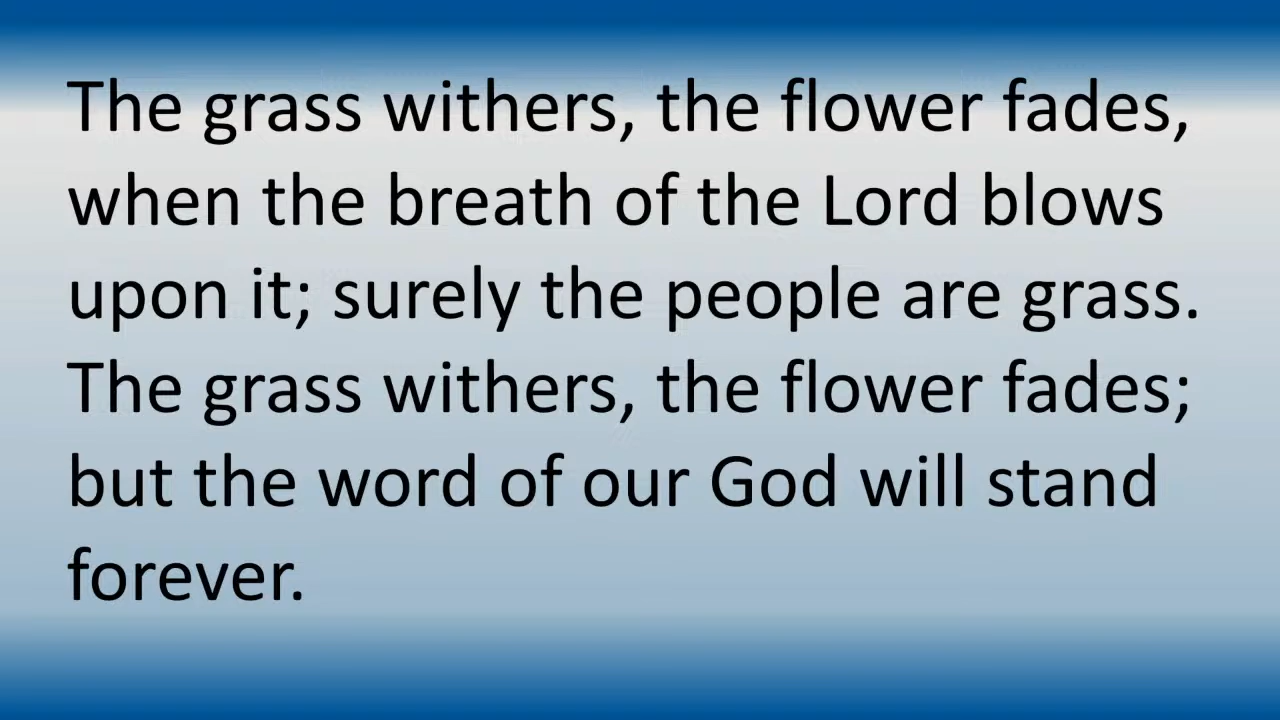 The grass withers, the flower fades,
when the breath of the Lord blows
upon it; surely the people are grass.
The grass withers, the flower fades;
but the word of our God will stand
forever.